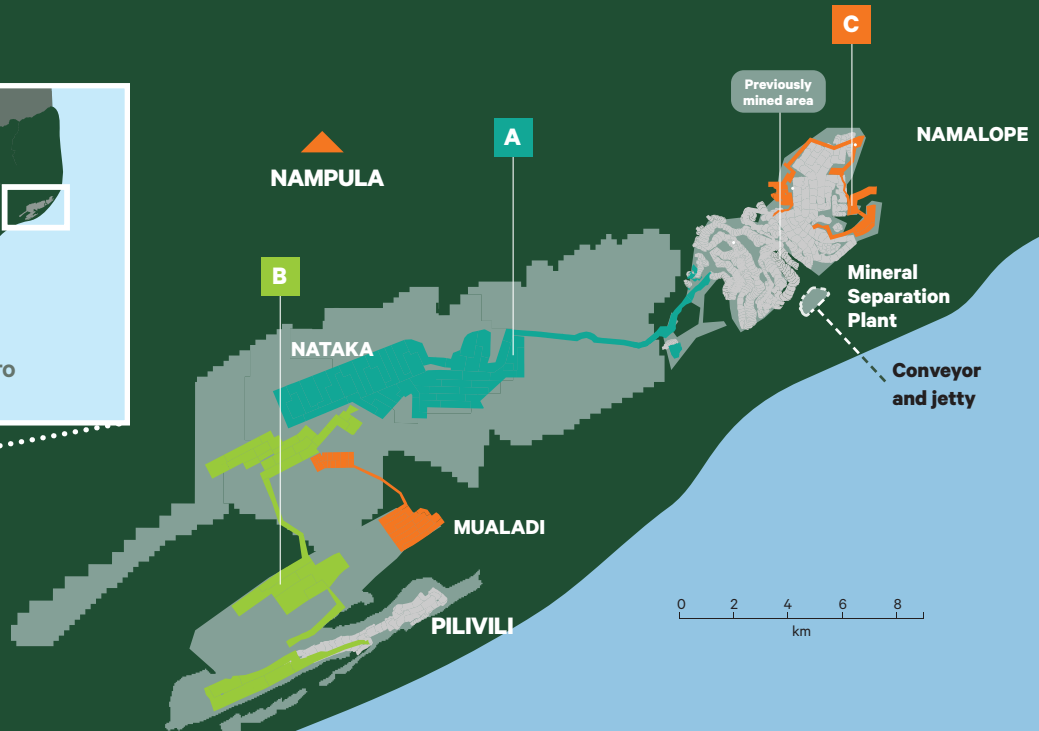 C
Previously
mined area
NAMALOPE
A
NAMPULA
B
Mineral
Separation
Plant
NATAKA
Conveyor
and jetty
MUALADI
PILIVILI
0 2 4 6 8
km